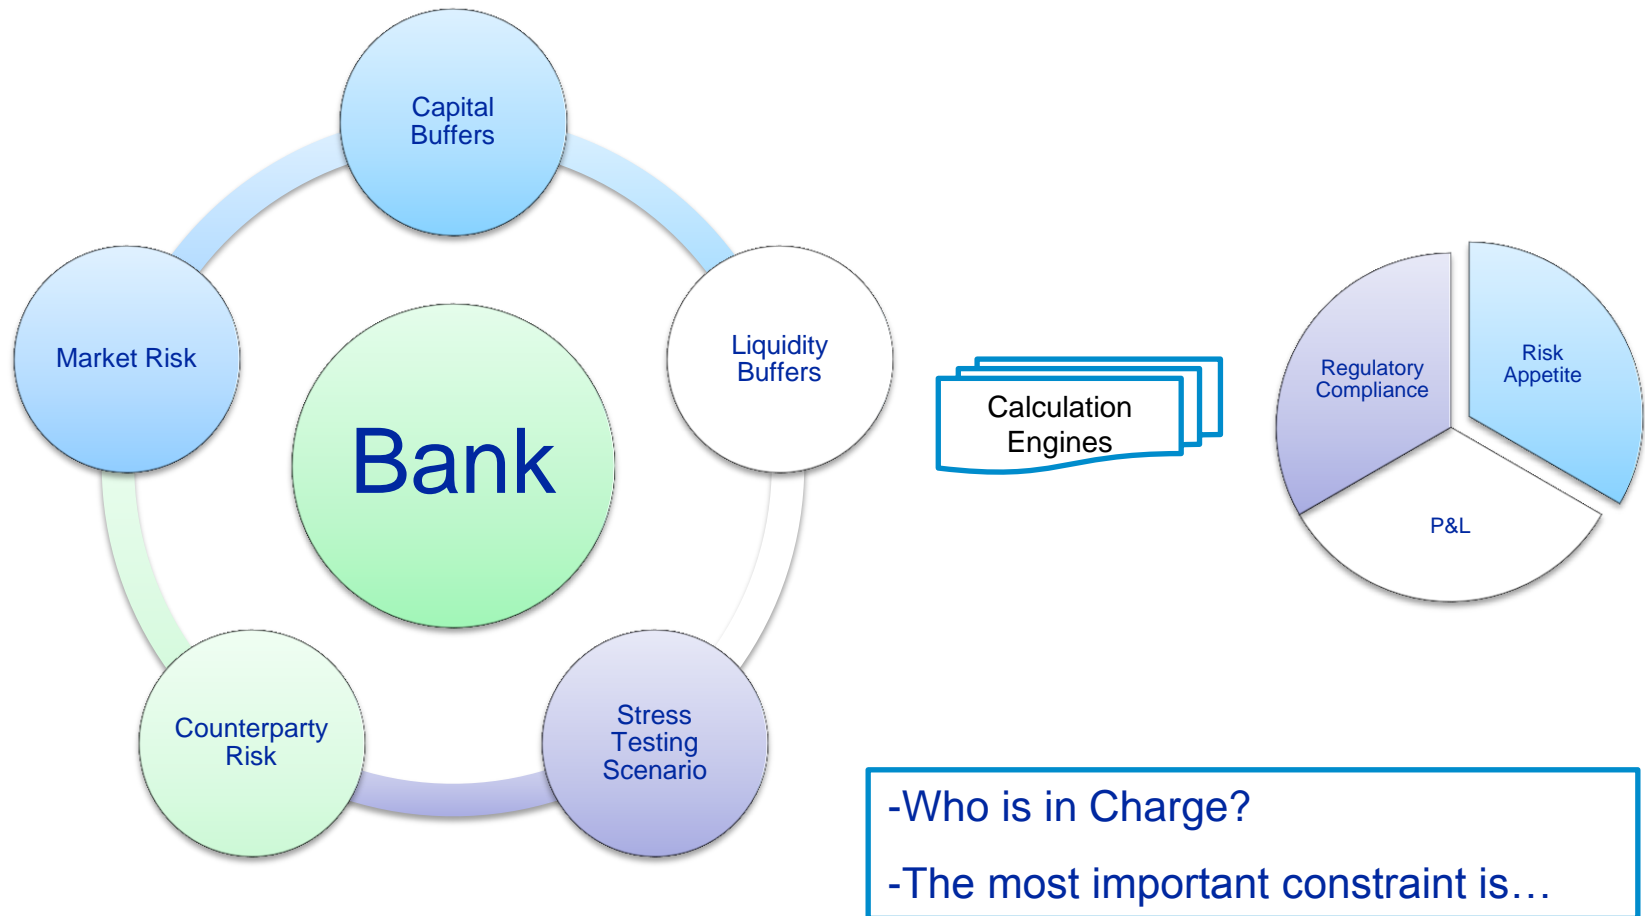 Capital
Buffers
Market Risk
Liquidity
Buffers
Bank
Counterparty
Risk
Stress
Testing
Scenario
Calculation
Engines
Regulatory
Compliance
Risk
Appetite
P&L
-Who is in Charge?
-The most important constraint is…